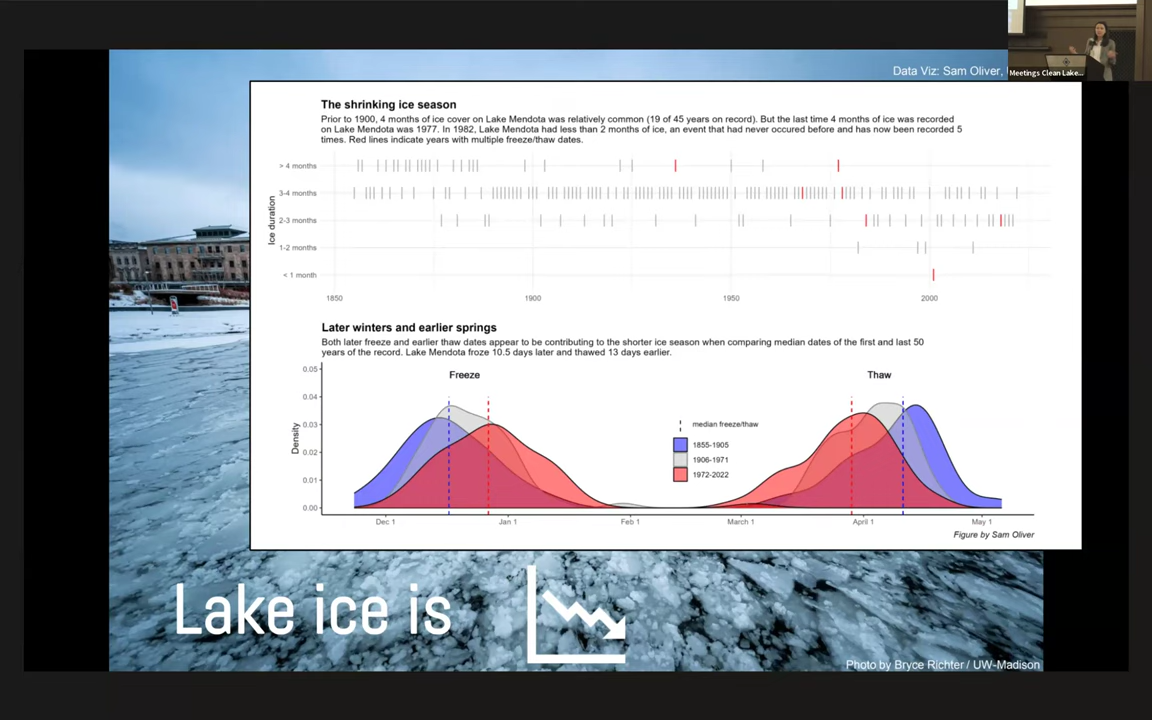 Data Viz: Sam Oliver,
Meetings Clean Lake...
The shrinking ice season
Prior to 1900, 4 months of ice cover on Lake Mendota was relatively common (19 of 45 years on record). But the last time 4 months of ice was recorded
on Lake Mendota was 1977. In 1982, Lake Mendota had less than 2 months of ice, an event that had never occured before and has now been recorded 5
times. Red lines indicate years with multiple freeze/thaw dates.
Ice duration
> 4 months
3-4 months
2-3 months
1-2 months
< 1 month
1850 1900 1950 2000
Later winters and earlier springs
Both later freeze and earlier thaw dates appear to be contributing to the shorter ice season when comparing median dates of the first and last 50
years of the record. Lake Mendota froze 10.5 days later and thawed 13 days earlier.
Freeze Thaw
Density
0.05
0.04
0.03
0.02
0.01
0.00
median freeze/thaw
1855-1905
1906-1971
1972-2022
Dec 1 Jan 1 Feb 1 March 1 April 1 May 1
Figure by Sam Oliver
Lake ice is
Photo by Bryce Richter / UW-Madison